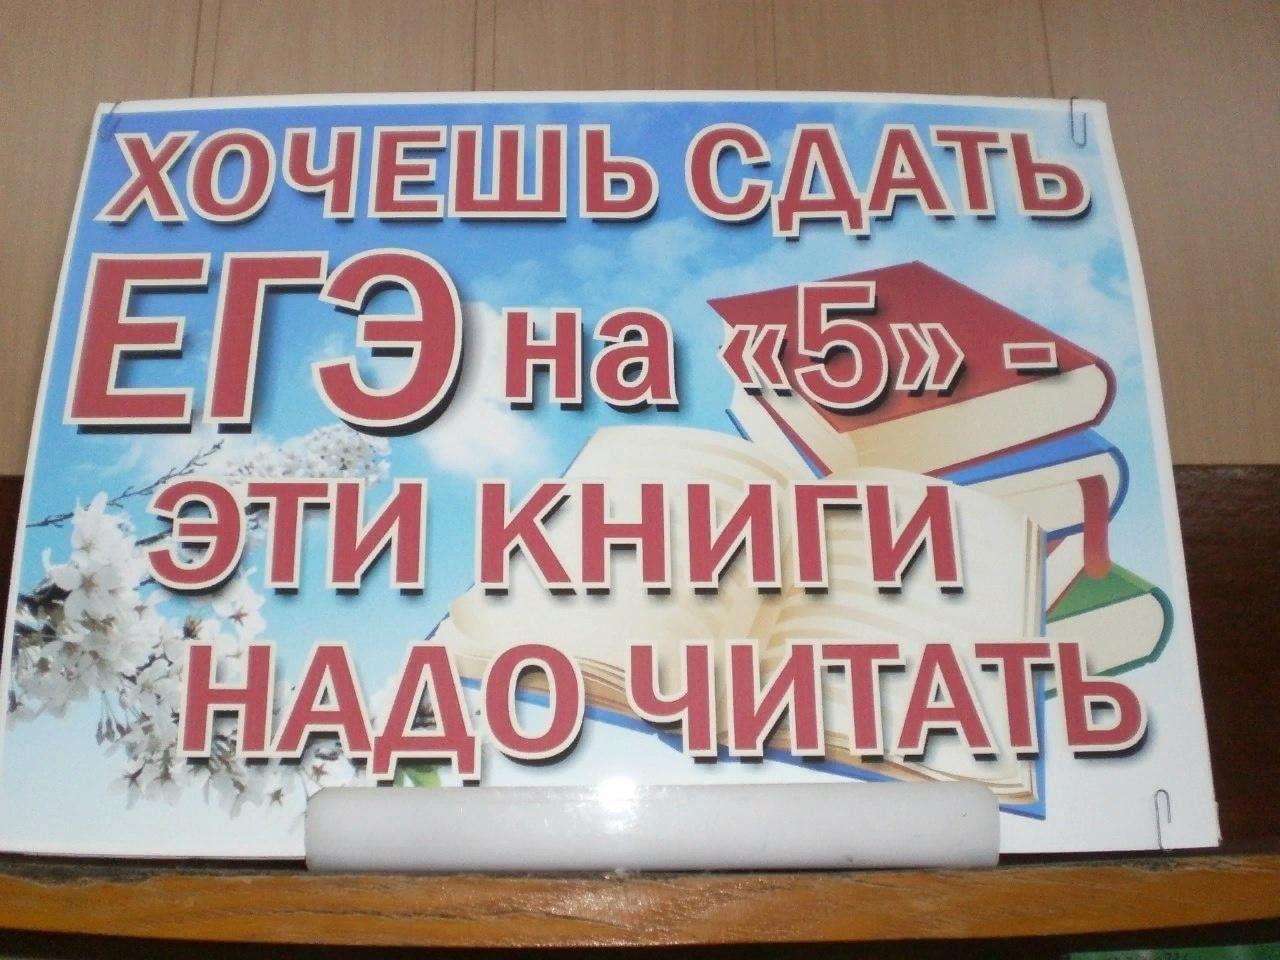 ХОЧЕШЬ СДАТЬ
ЕГЭ на «5» -
ЭТИ КНИГИ
НАДО ЧИТАТЬ